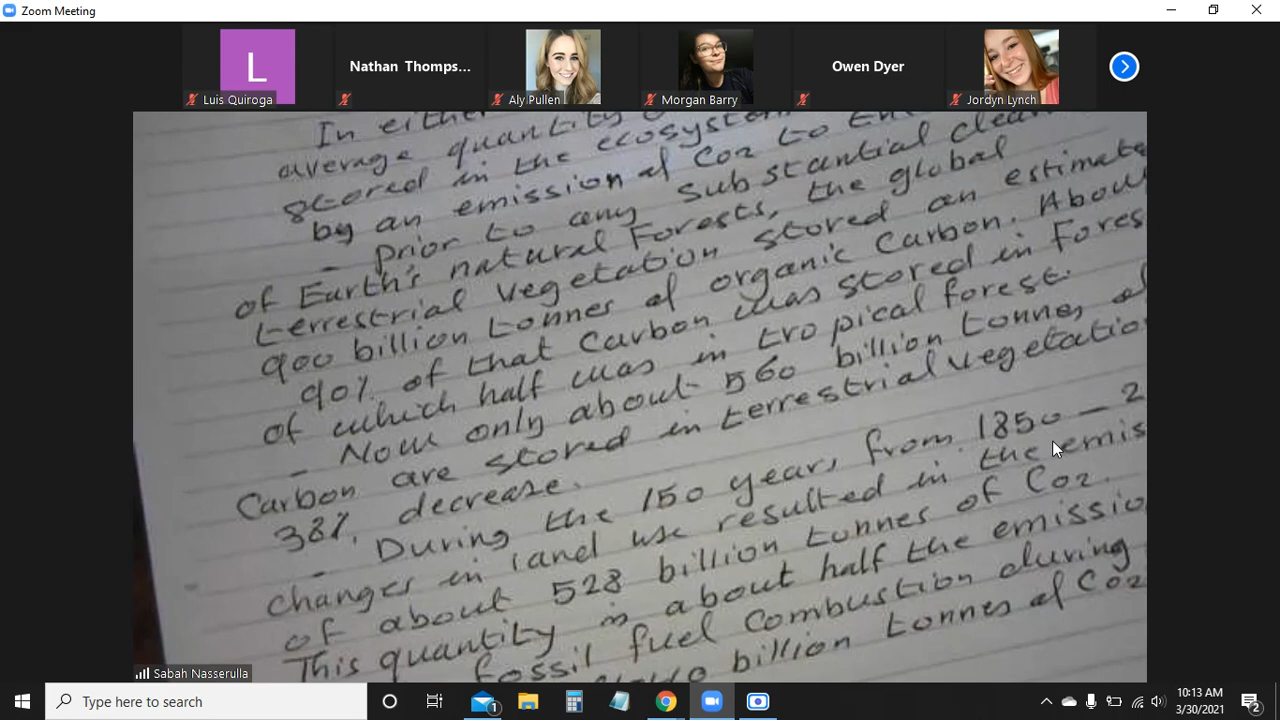 Zoom Meeting
L
Luis Quiroga
Nathan Thomps...
Aly Pullen
Morgan Barry
Owen Dyer
Jordyn Lynch
In either
average quantity
stored in the ecosystem
by an emission of Co2 to the
- Prior to any substantial clear
of Earth's natural Forests, the global
terrestrial vegetation stored an estimate
900 billion tonnes of organic Carbon. About
90% of that Carbon was stored in Fores
of which half was in tropical forest.
- Now only about 560 billion tonnes of
Carbon are stored in terrestrial vegetatio
38% decrease.
- During the 150 years, from 1850 - 2
changes in land use resulted in the emis
of about 528 billion tonnes of Co2.
This quantity is about half the emissio
fossil fuel Combustion during
billion tonnes of Co2
Sabah Nasserulla
Type here to search
1
10:13 AM
3/30/2021
2